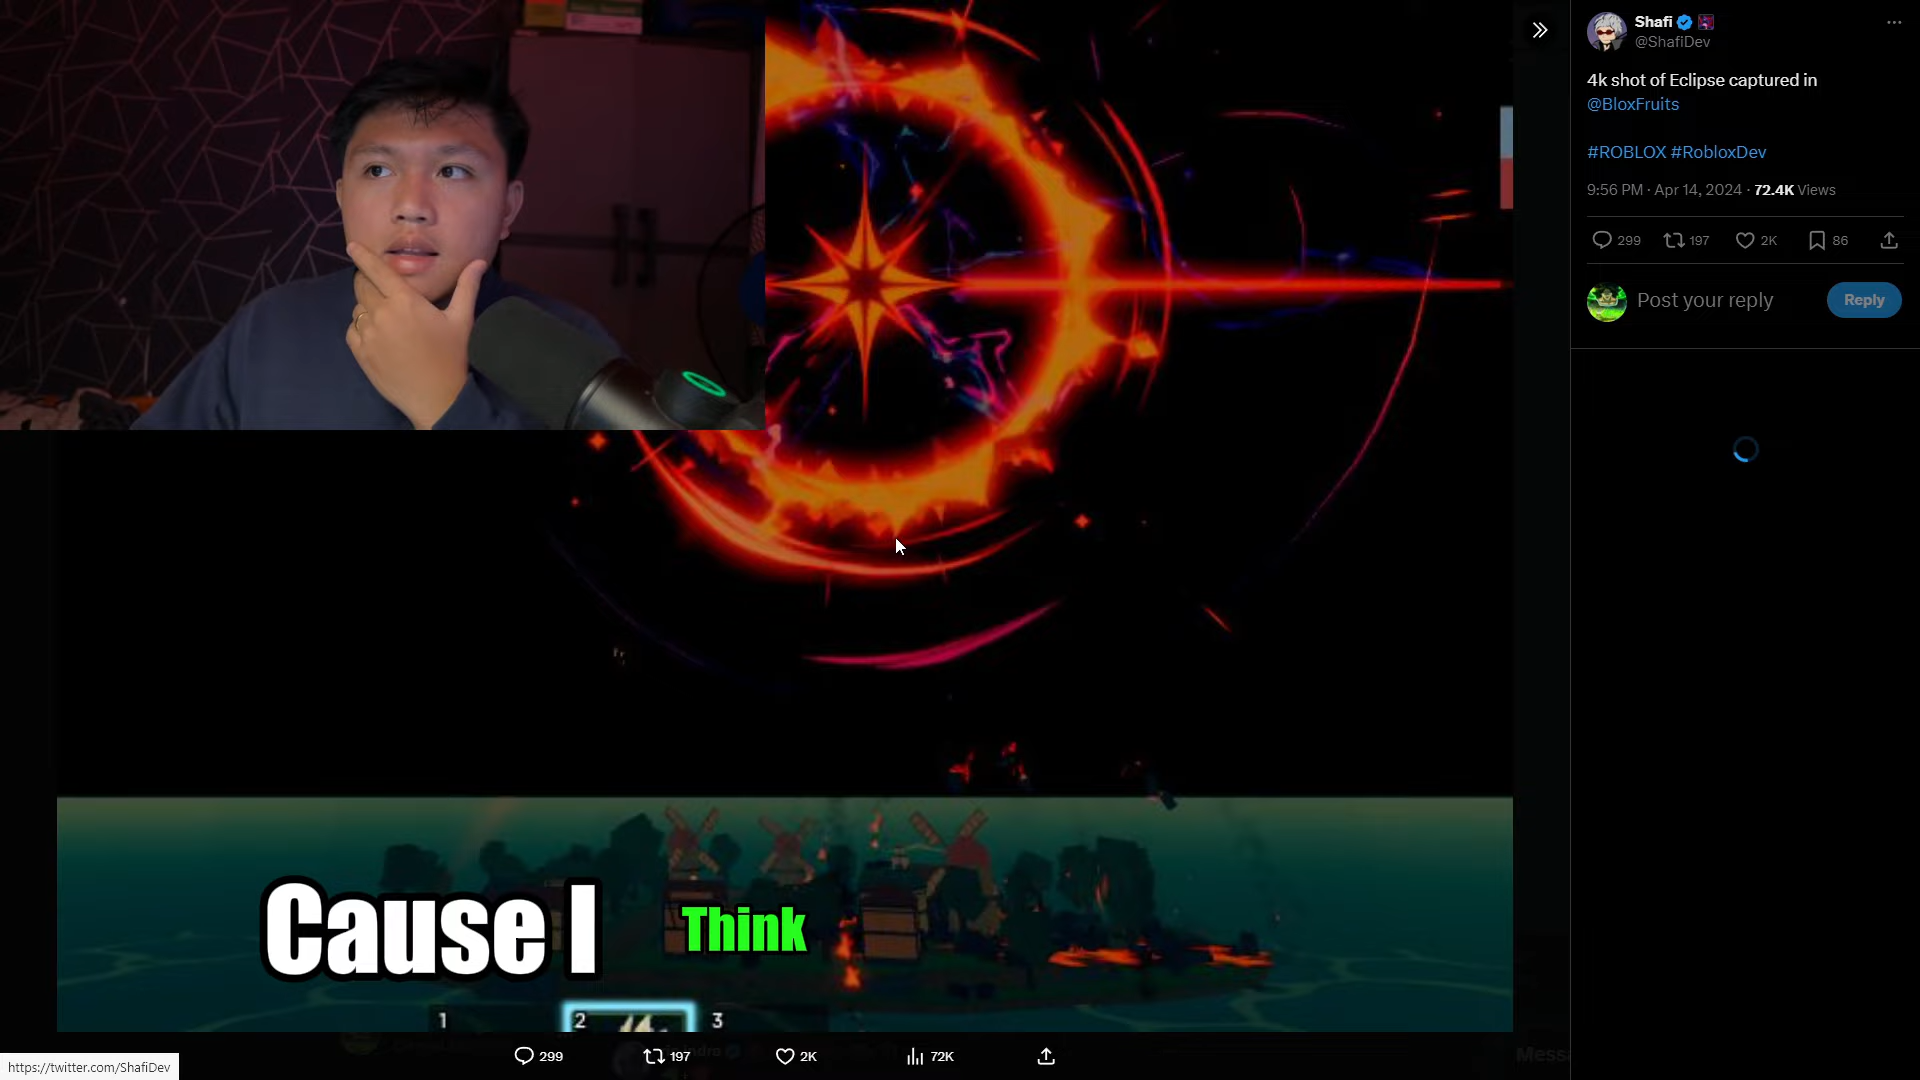 Shafi
@ShafiDev
4k shot of Eclipse captured in
@BloxFruits
#ROBLOX #RobloxDev
9:56 PM · Apr 14, 2024 · 72.4K Views
299 197 2K 86
Post your reply Reply
Cause I Think
1 2 3
299 197 2K 72K
https://twitter.com/ShafiDev